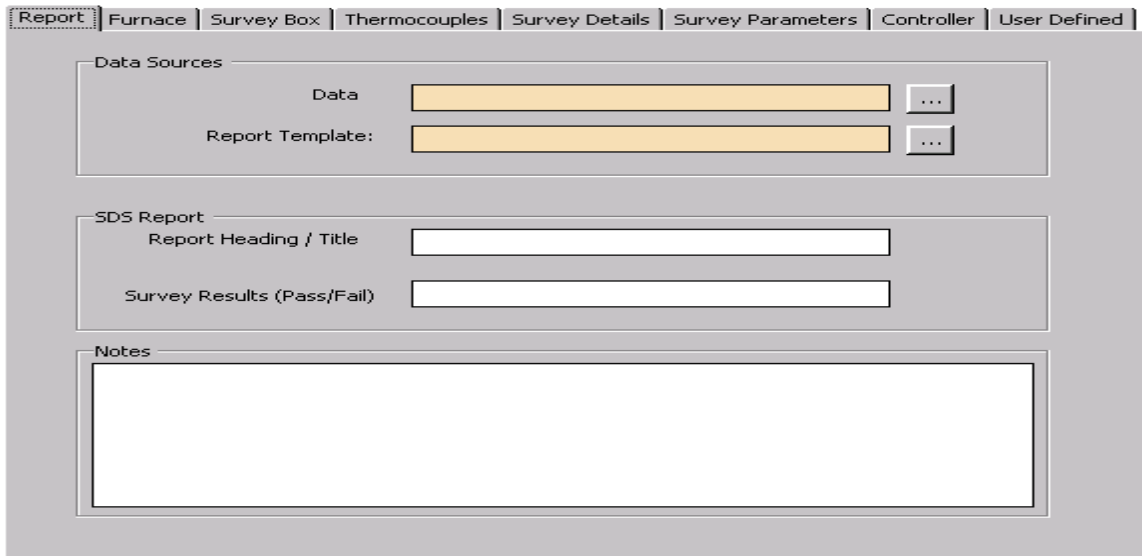 Report Furnace Survey Box Thermocouples Survey Details Survey Parameters Controller User Defined
Data Sources
Data ...
Report Template: ...
SDS Report
Report Heading / Title
Survey Results (Pass/Fail)
Notes